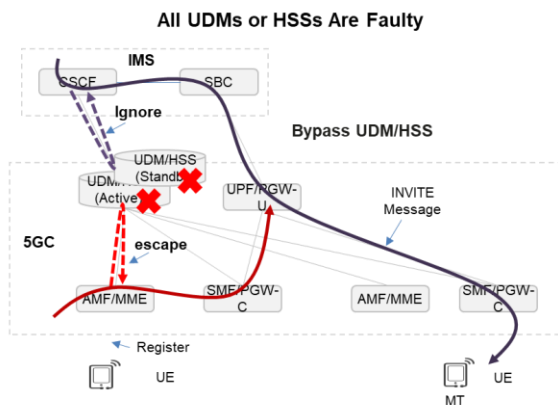 All UDMs or HSSs Are Faulty
IMS
CSCF
SBC
Ignore
Bypass UDM/HSS
UDM/HSS
(Standb
UDM/
(Active
UPF/PGW-
U
INVITE
Message
5GC
escape
AMF/MME
SMF/PGW-
C
AMF/MME
SMF/PGW-
C
Register
UE
UE
MT